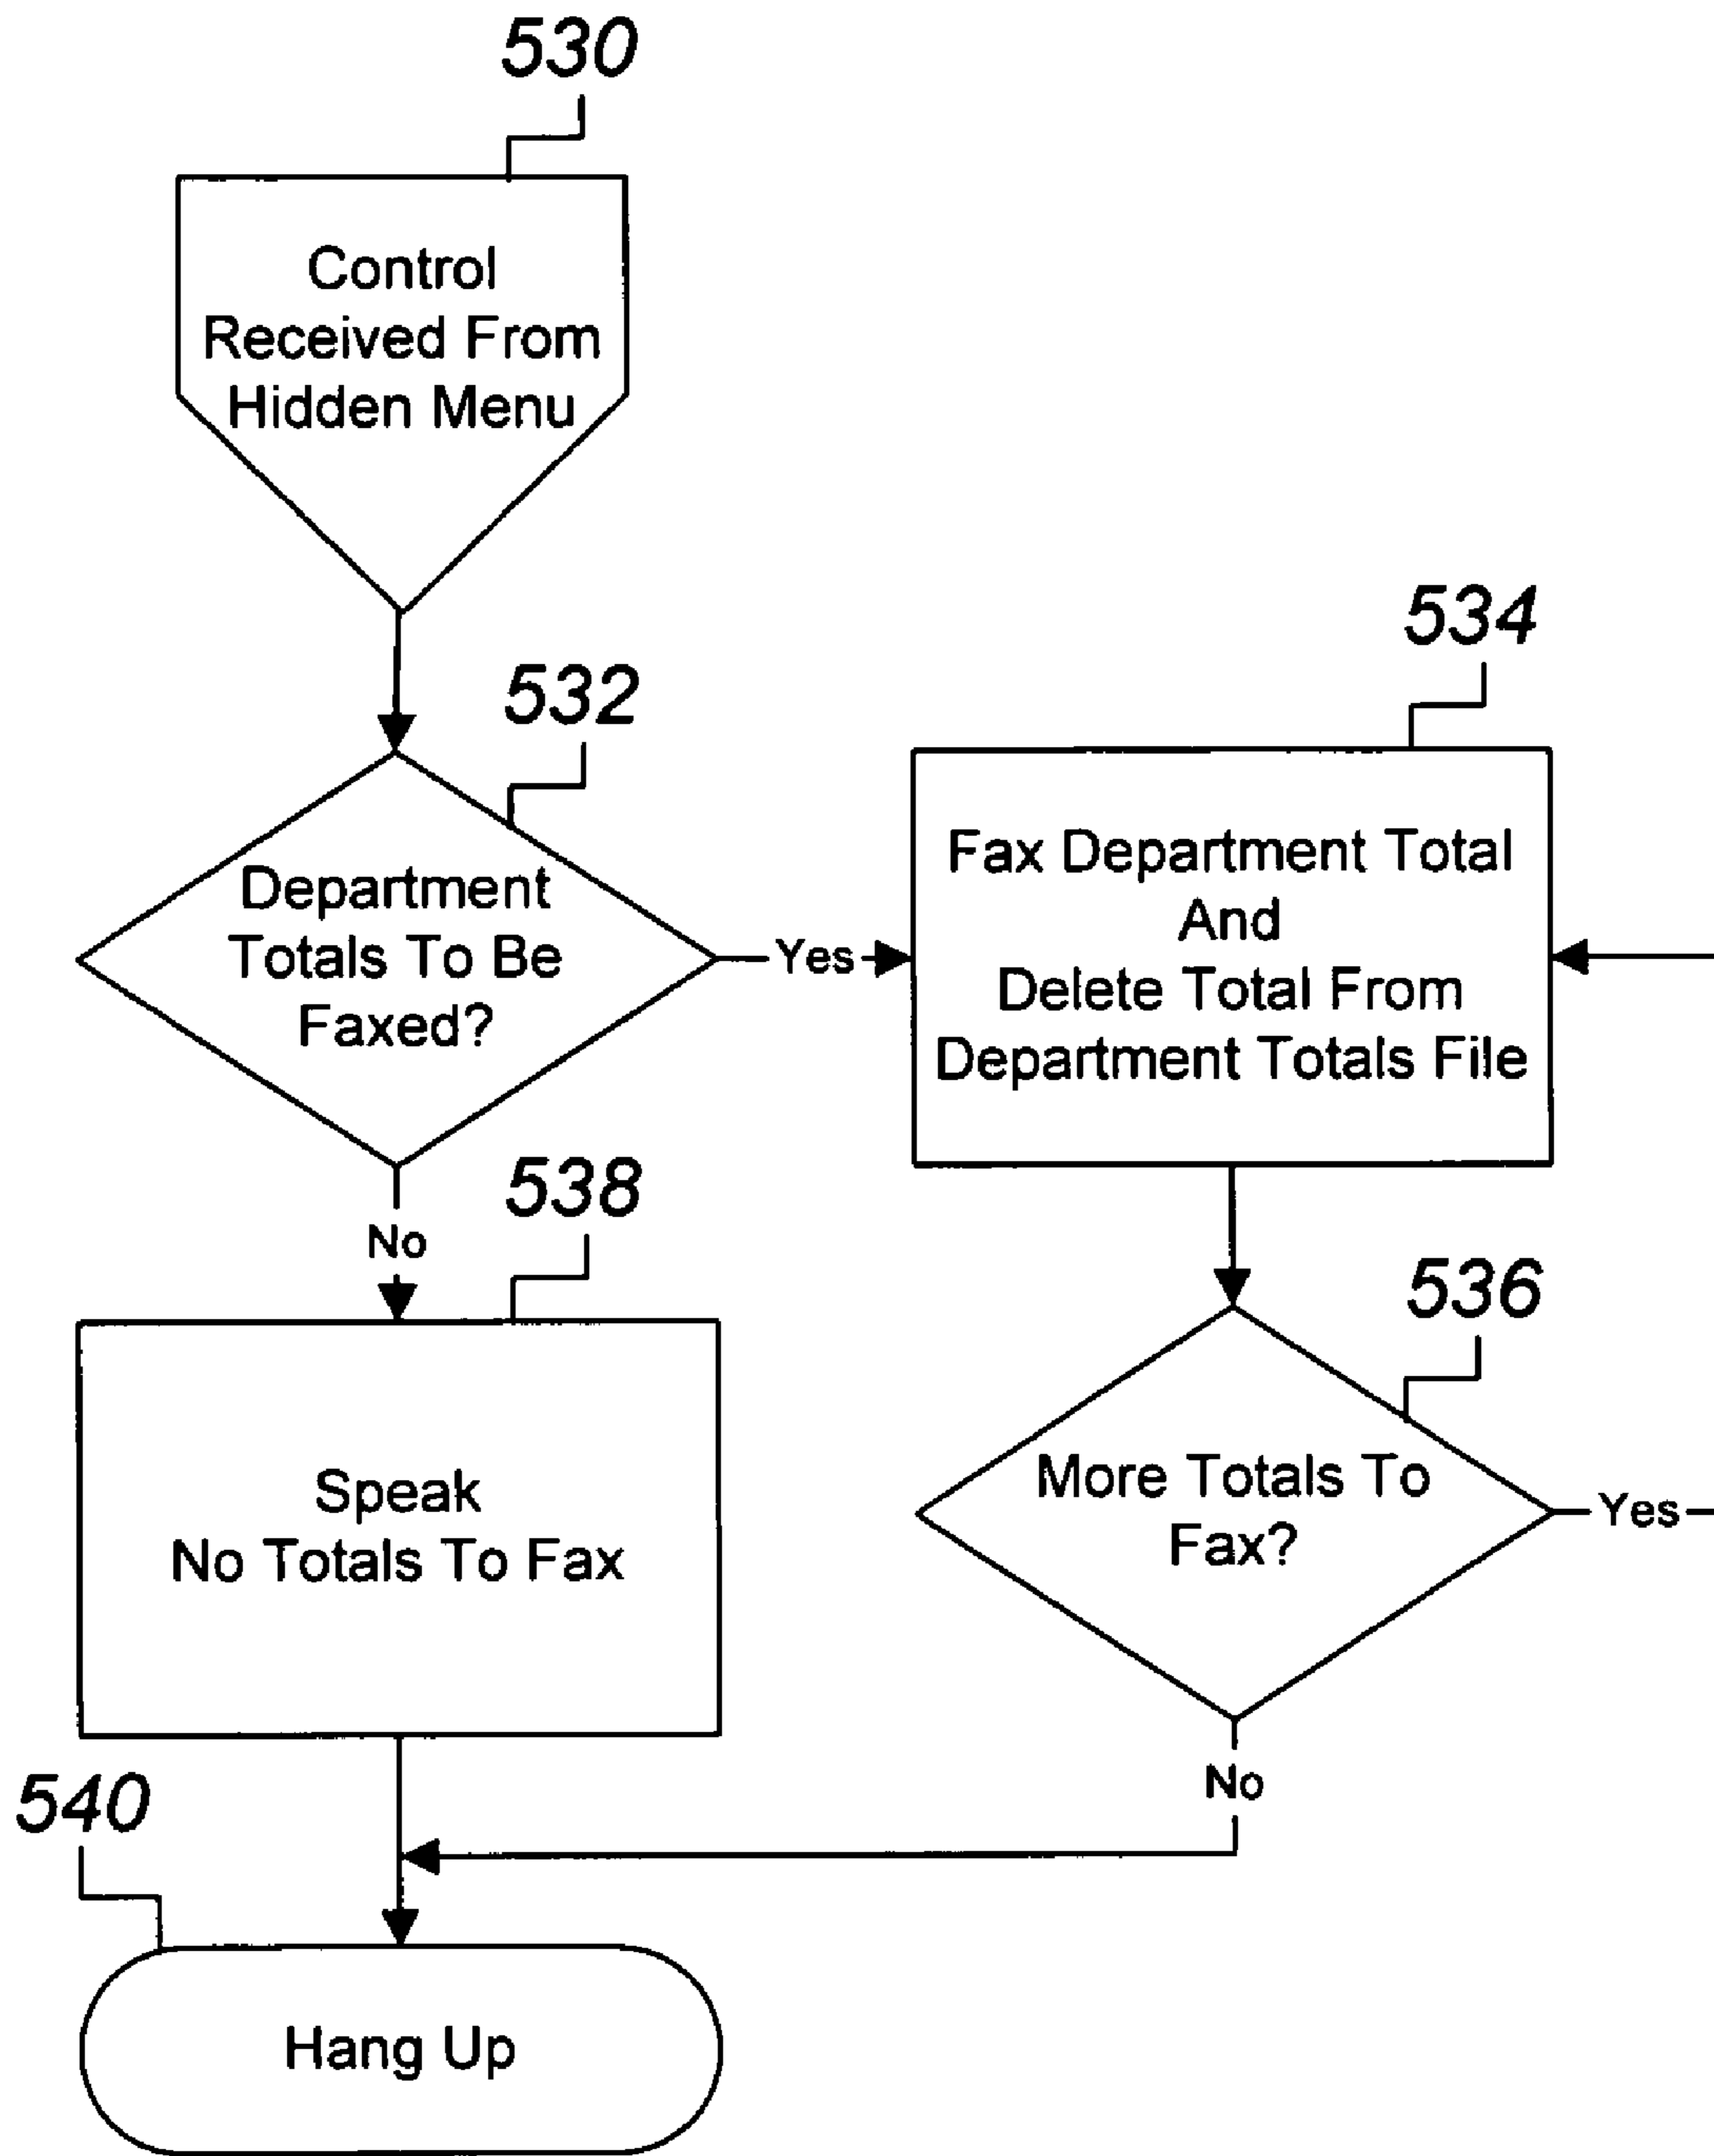 530
Control
Received From
Hidden Menu
532
Department
Totals To Be
Faxed?
Yes
534
Fax Department Total
And
Delete Total From
Department Totals File
No
538
Speak
No Totals To Fax
536
More Totals To
Fax?
Yes
No
540
Hang Up